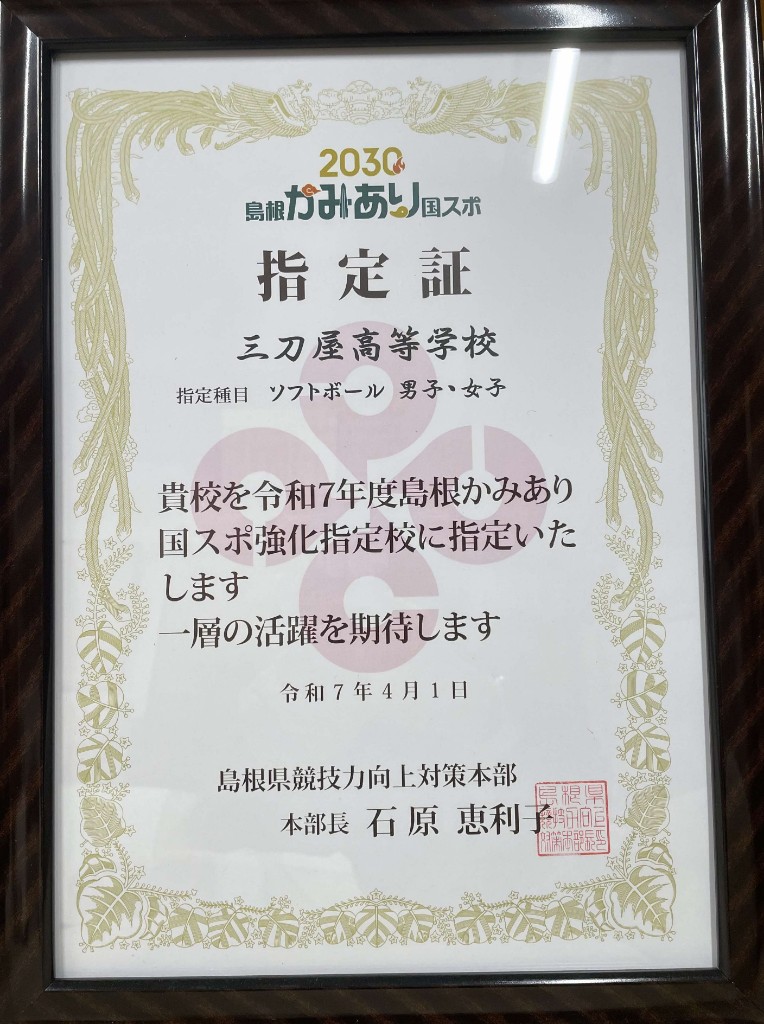 2030
島根かみあり国スポ
指定証
三刀屋高等学校
指定種目 ソフトボール 男子・女子
貴校を令和7年度島根かみあり
国スポ強化指定校に指定いた
します
一層の活躍を期待します
令和7年4月1日
島根県競技力向上対策本部
本部長 石原 恵利子